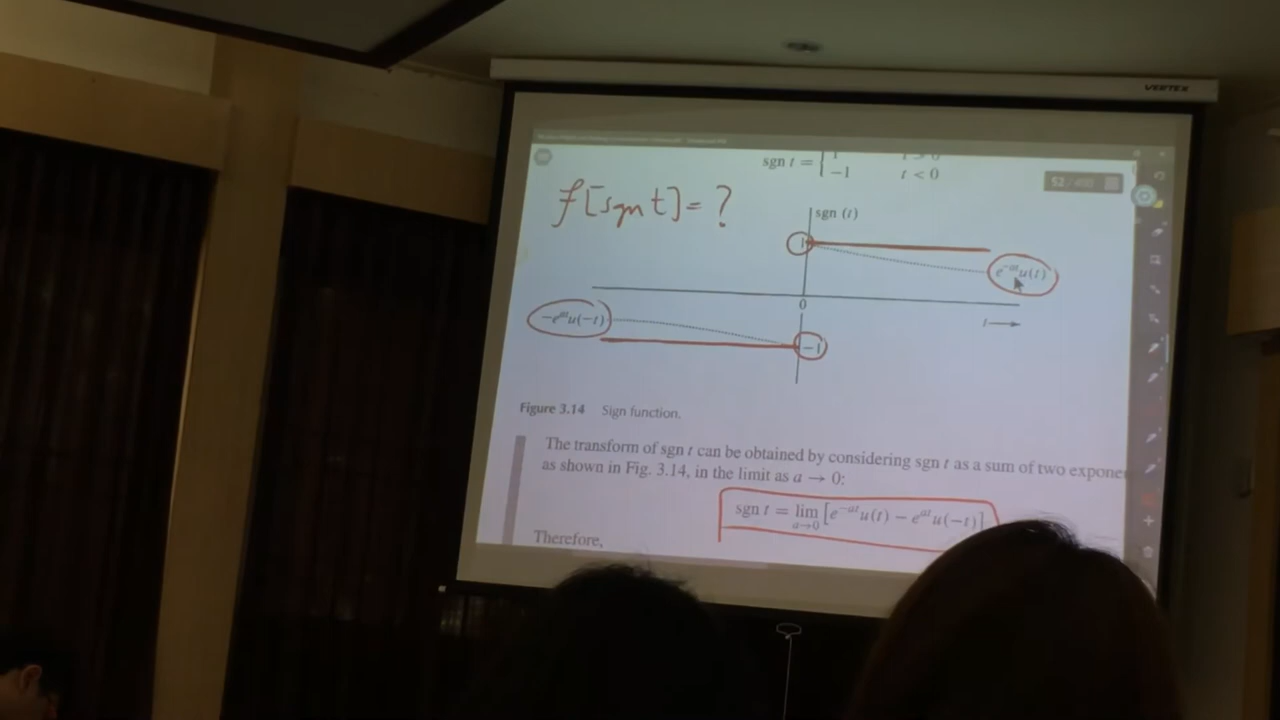 VERTEX
sgn t = { 1 t > 0
−1 t < 0
52
f[sgn t] = ?
sgn (t)
1
e^{−at}u(t)
0
−e^{at}u(−t)
t→
−1
Figure 3.14 Sign function.
The transform of sgn t can be obtained by considering sgn t as a sum of two expone
as shown in Fig. 3.14, in the limit as a → 0:
sgn t = lim_{a→0} [e^{−at}u(t) − e^{at}u(−t)]
Therefore,